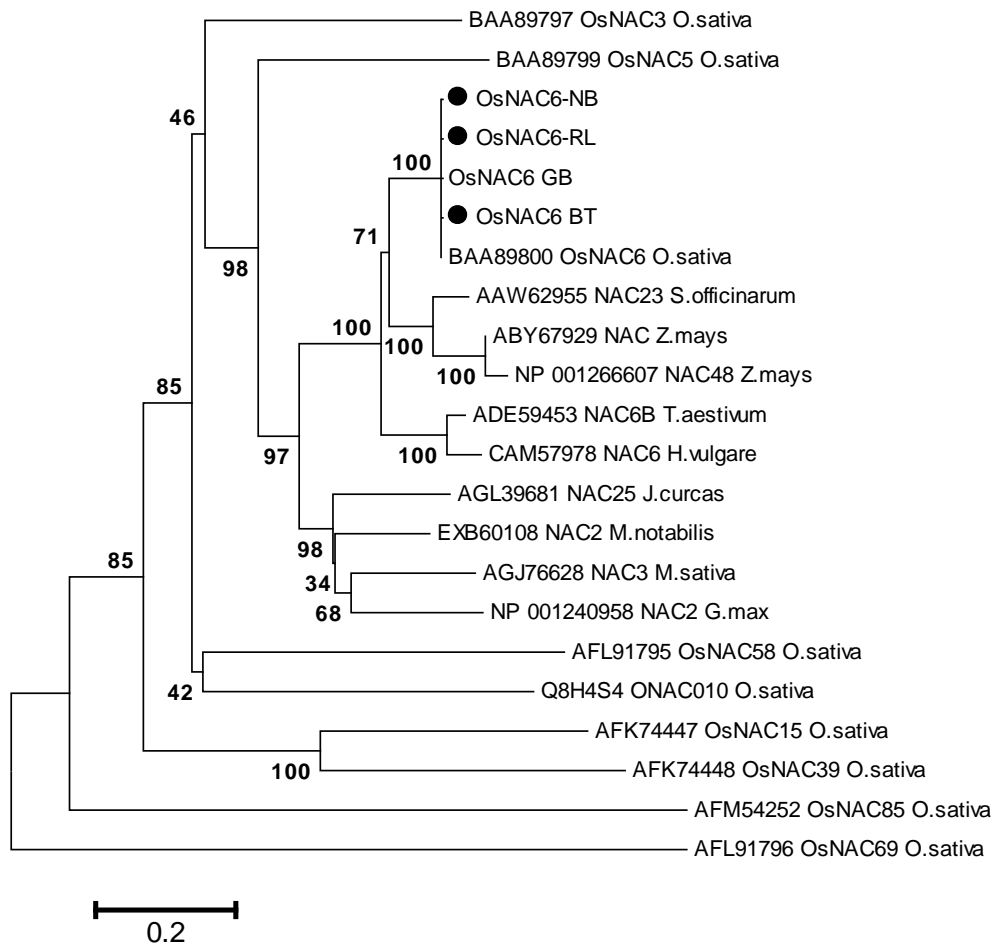 BAA89797 OsNAC3 O.sativa
BAA89799 OsNAC5 O.sativa
46
OsNAC6-NB
OsNAC6-RL
100
OsNAC6 GB
OsNAC6 BT
71
BAA89800 OsNAC6 O.sativa
98
AAW62955 NAC23 S.officinarum
100
ABY67929 NAC Z.mays
100
NP 001266607 NAC48 Z.mays
100
85
ADE59453 NAC6B T.aestivum
CAM57978 NAC6 H.vulgare
100
97
AGL39681 NAC25 J.curcas
EXB60108 NAC2 M.notabilis
98
85
AGJ76628 NAC3 M.sativa
34
NP 001240958 NAC2 G.max
68
AFL91795 OsNAC58 O.sativa
Q8H4S4 ONAC010 O.sativa
42
AFK74447 OsNAC15 O.sativa
AFK74448 OsNAC39 O.sativa
100
AFM54252 OsNAC85 O.sativa
AFL91796 OsNAC69 O.sativa
0.2